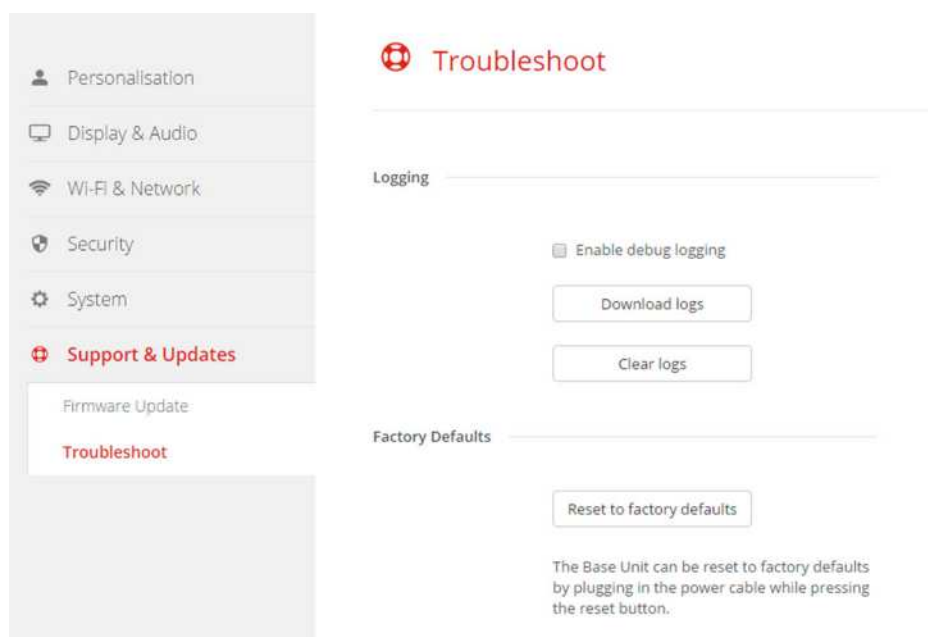 Personalisation
Display & Audio
Wi-Fi & Network
Security
System
Support & Updates
Firmware Update
Troubleshoot
Troubleshoot
Logging
Enable debug logging
Download logs
Clear logs
Factory Defaults
Reset to factory defaults
The Base Unit can be reset to factory defaults
by plugging in the power cable while pressing
the reset button.